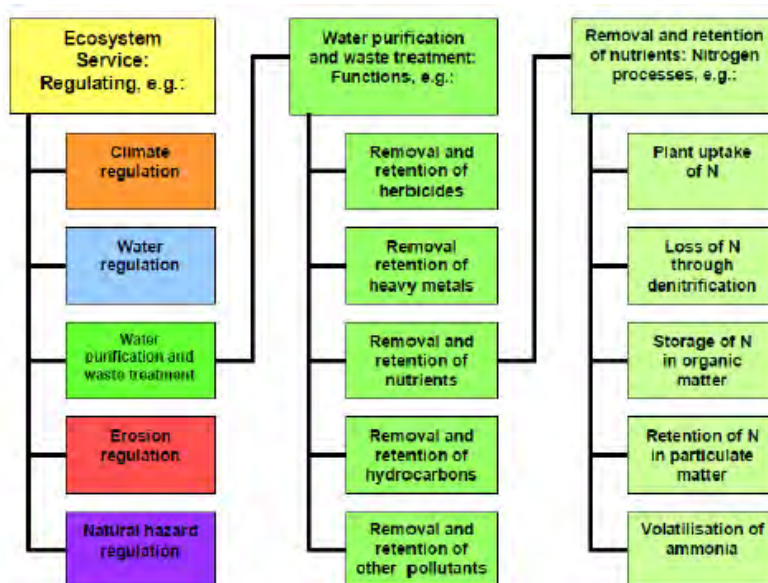 Ecosystem
Service:
Regulating, e.g.:
Climate
regulation
Water
regulation
Water
purification and
waste treatment
Erosion
regulation
Natural hazard
regulation
Water purification
and waste treatment:
Functions, e.g.:
Removal and
retention of
herbicides
Removal
retention of
heavy metals
Removal and
retention of
nutrients
Removal and
retention of
hydrocarbons
Removal and
retention of
other pollutants
Removal and retention
of nutrients: Nitrogen
processes, e.g.:
Plant uptake
of N
Loss of N
through
denitrification
Storage of N
in organic
matter
Retention of N
in particulate
matter
Volatilisation of
ammonia